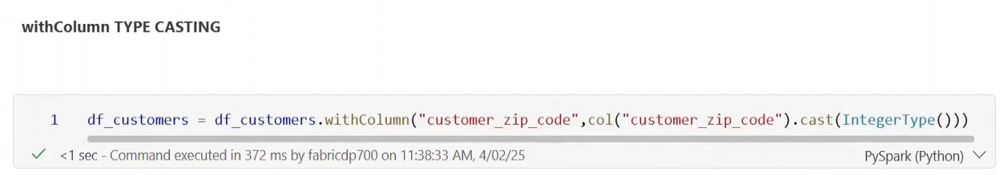 withColumn TYPE CASTING
1 df_customers = df_customers.withColumn("customer_zip_code",col("customer_zip_code").cast(IntegerType()))
<1 sec - Command executed in 372 ms by fabricdp700 on 11:38:33 AM, 4/02/25 PySpark (Python)